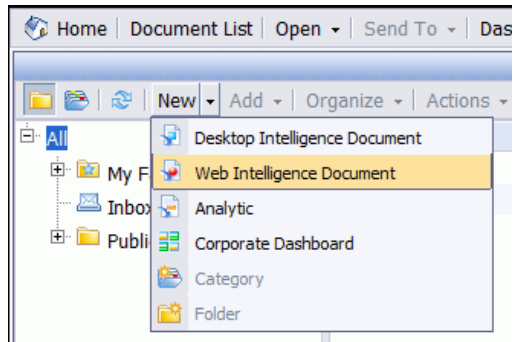 Home Document List Open Send To Das
New Add Organize Actions
All
Desktop Intelligence Document
My F Web Intelligence Document
Inbox Analytic
Publi Corporate Dashboard
Category
Folder